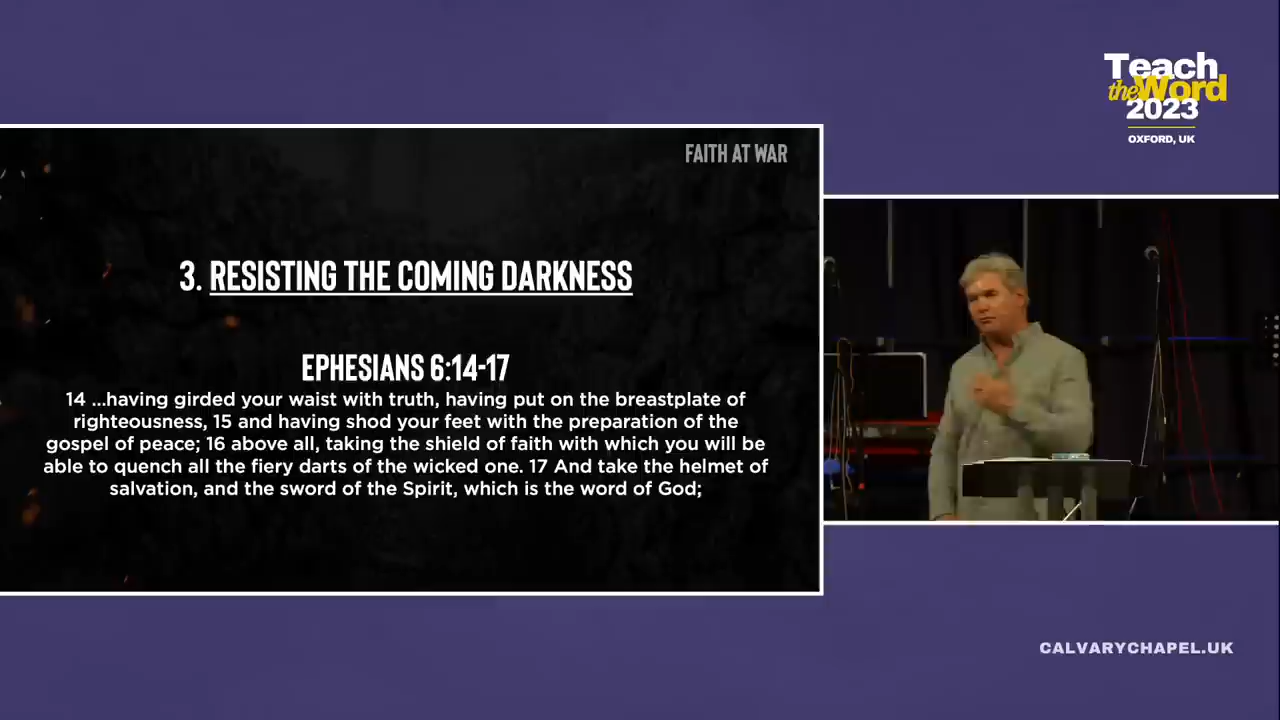 Teach
the Word
2023
OXFORD, UK
FAITH AT WAR
3. RESISTING THE COMING DARKNESS
EPHESIANS 6:14-17
14 ...having girded your waist with truth, having put on the breastplate of
righteousness, 15 and having shod your feet with the preparation of the
gospel of peace; 16 above all, taking the shield of faith with which you will be
able to quench all the fiery darts of the wicked one. 17 And take the helmet of
salvation, and the sword of the Spirit, which is the word of God;
CALVARYCHAPEL.UK